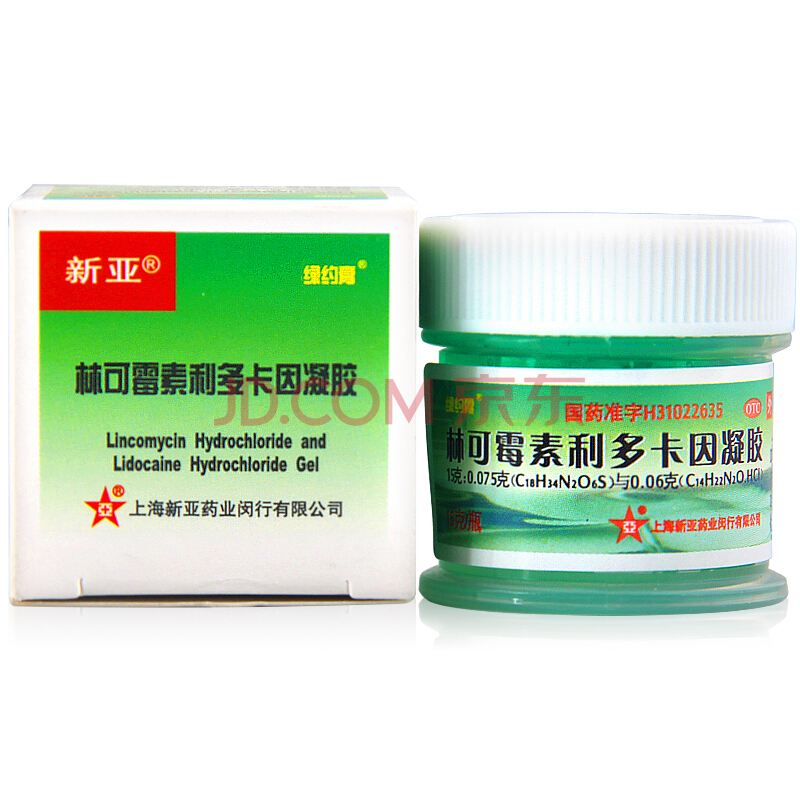 新亚®
绿约膏®
林可霉素利多卡因凝胶
Lincomycin Hydrochloride and
Lidocaine Hydrochloride Gel
亞®
上海新亚药业闵行有限公司
JD.COM 京东
绿约膏
国药准字H31022635
OTC
林可霉素利多卡因凝胶
1克:0.075克(C₁₈H₃₄N₂O₆S)与0.06克(C₁₄H₂₂N₂O.HCl)
克/瓶
亞
上海新亚药业闵行有限公司